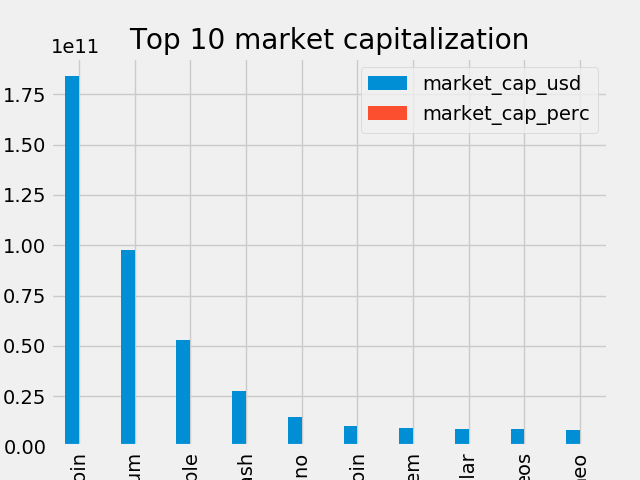 Top 10 market capitalization
1e11
market_cap_usd
market_cap_perc
1.75
1.50
1.25
1.00
0.75
0.50
0.25
0.00
oin
um
ple
ash
no
oin
em
lar
eos
neo